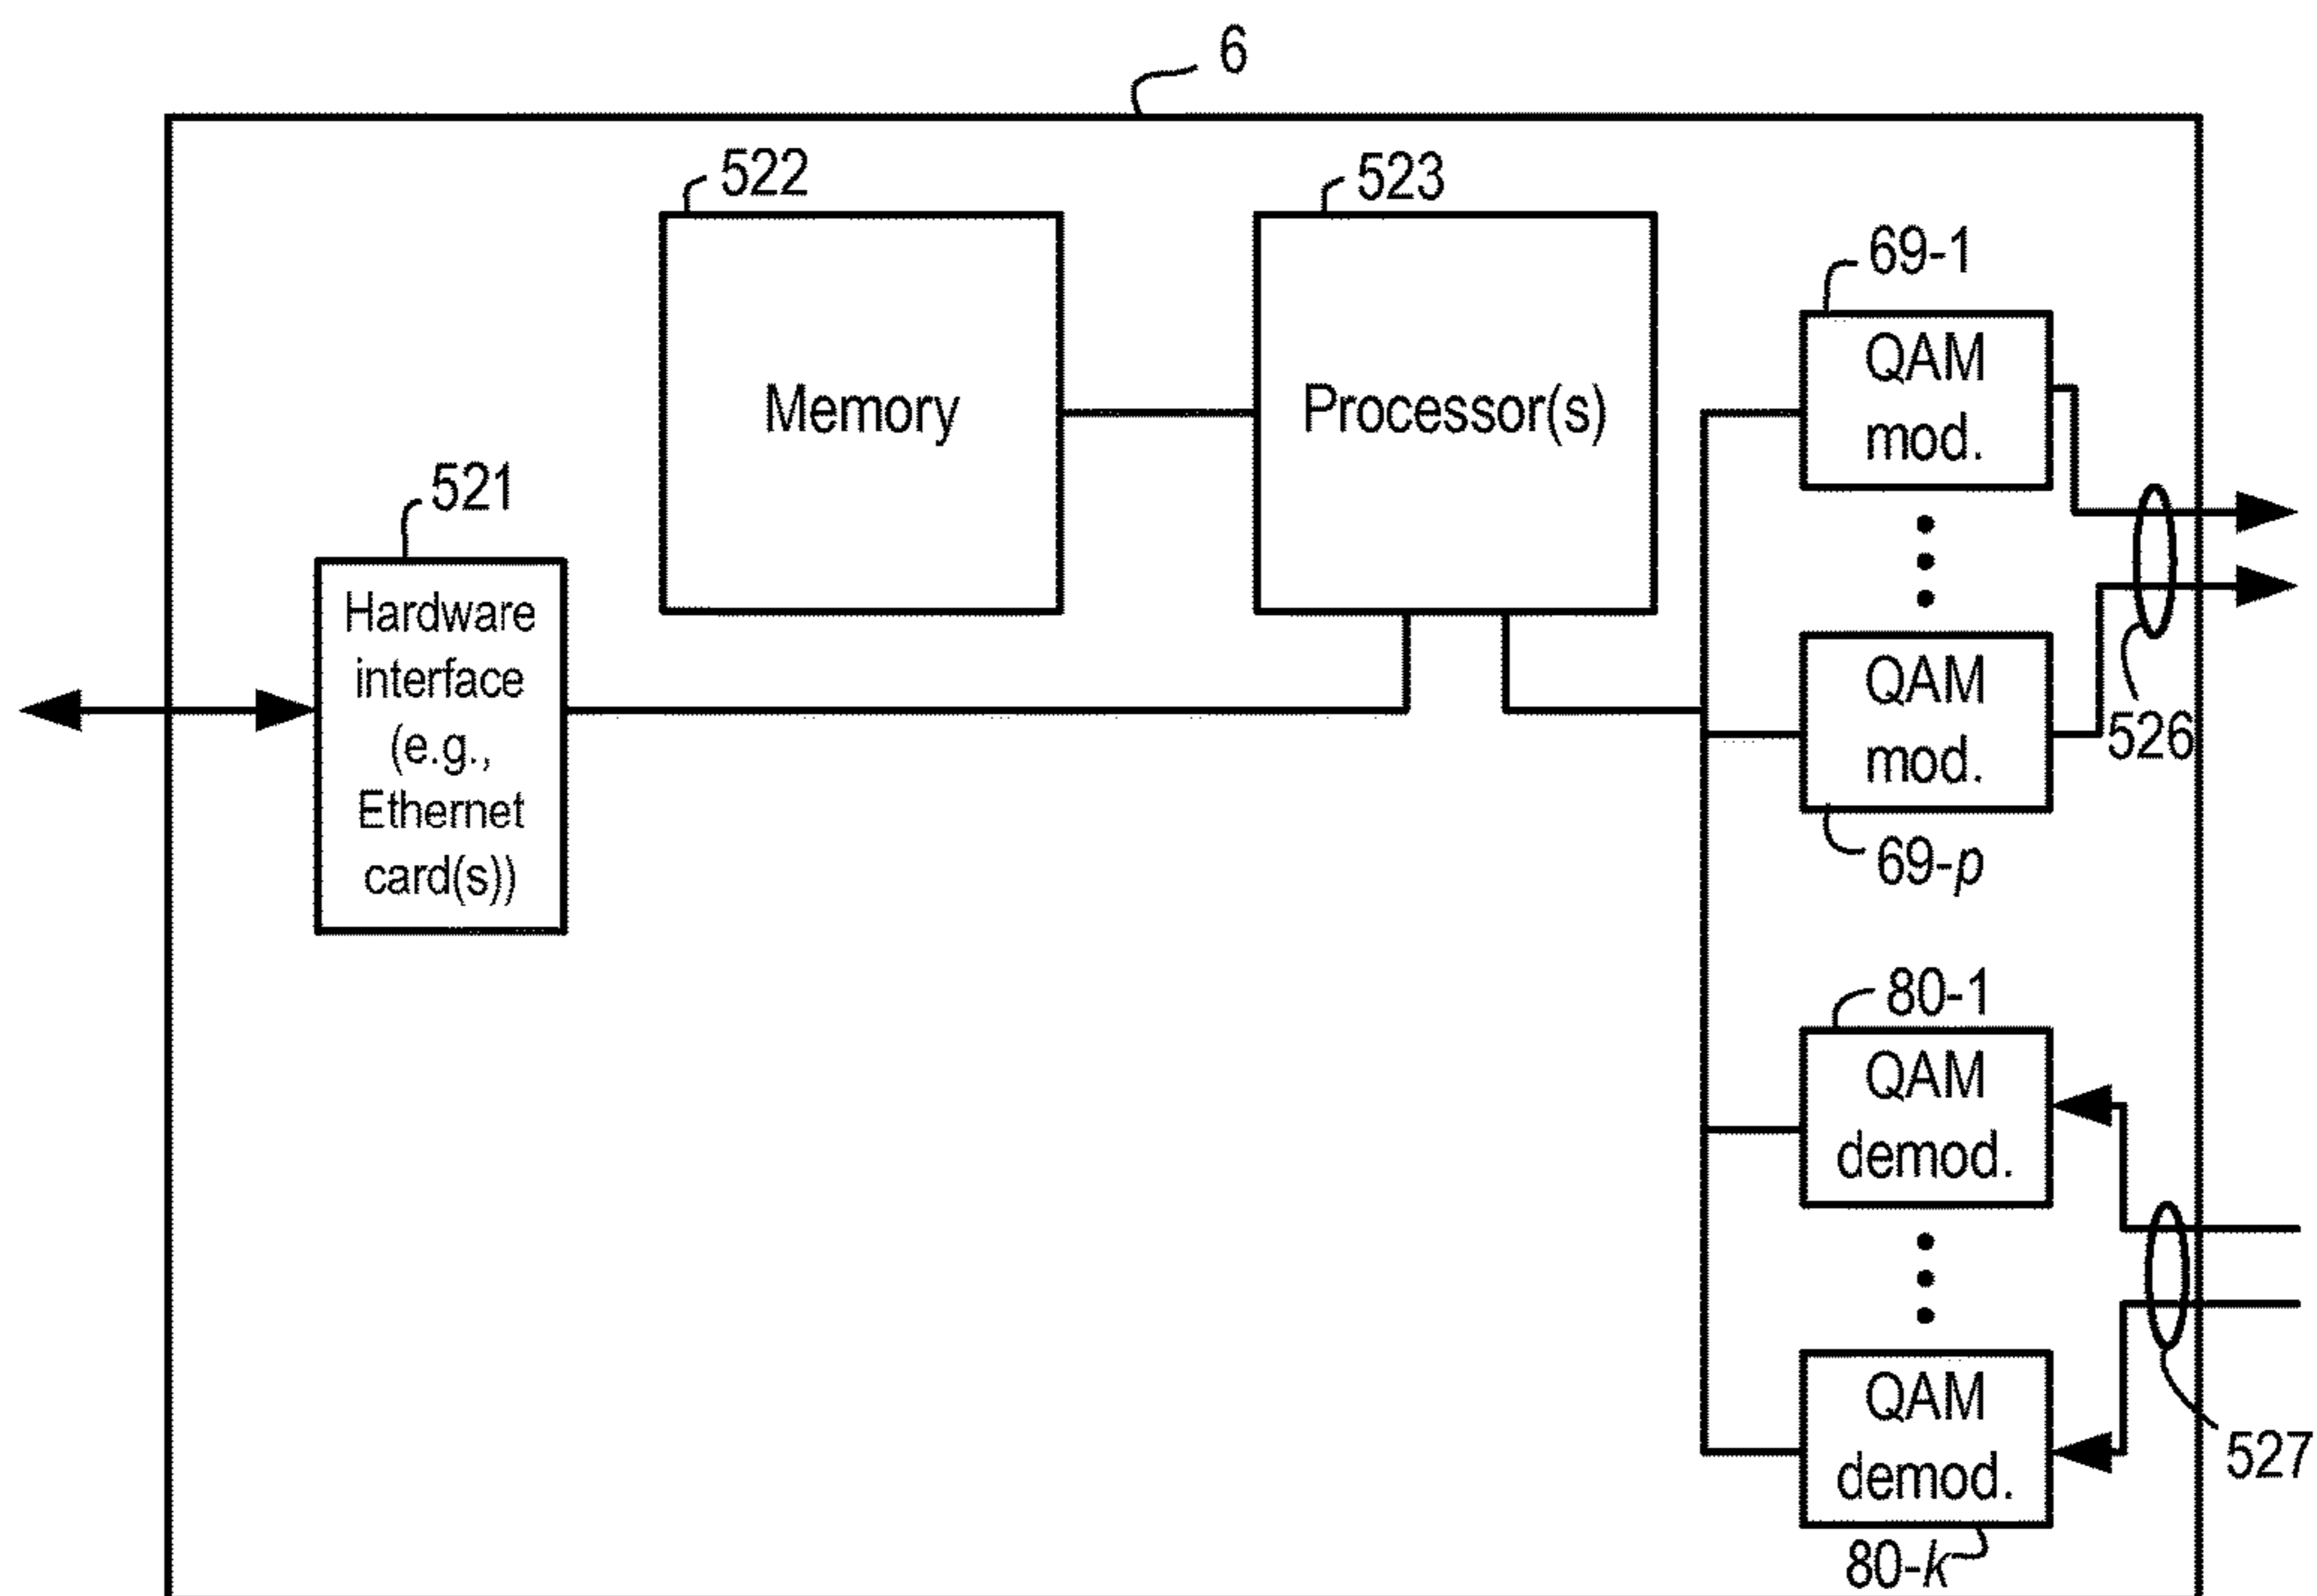 6
522
523
69-1
QAM
mod.
Memory
Processor(s)
521
Hardware
interface
(e.g.,
Ethernet
card(s))
QAM
mod.
526
69-p
80-1
QAM
demod.
QAM
demod.
527
80-k